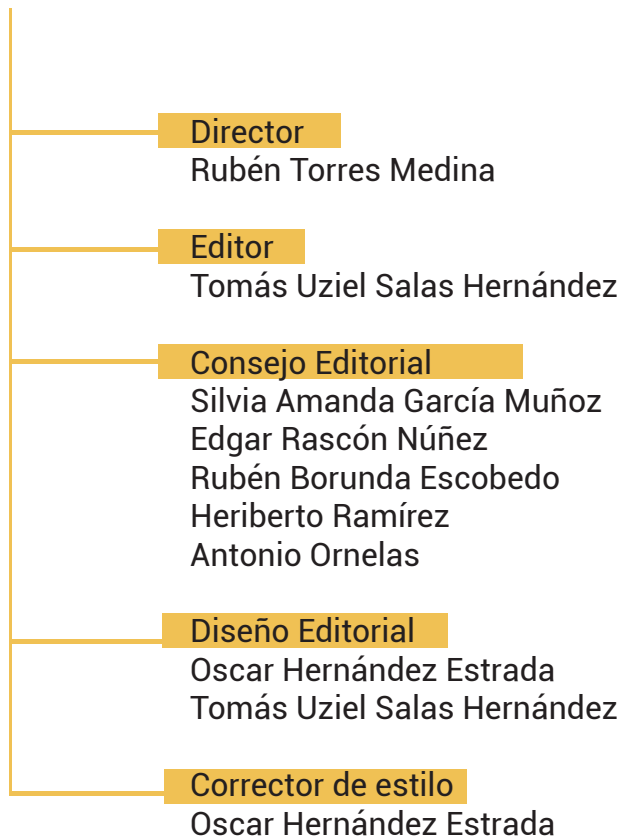 Director
Rubén Torres Medina
Editor
Tomás Uziel Salas Hernández
Consejo Editorial
Silvia Amanda García Muñoz
Edgar Rascón Núñez
Rubén Borunda Escobedo
Heriberto Ramírez
Antonio Ornelas
Diseño Editorial
Oscar Hernández Estrada
Tomás Uziel Salas Hernández
Corrector de estilo
Oscar Hernández Estrada